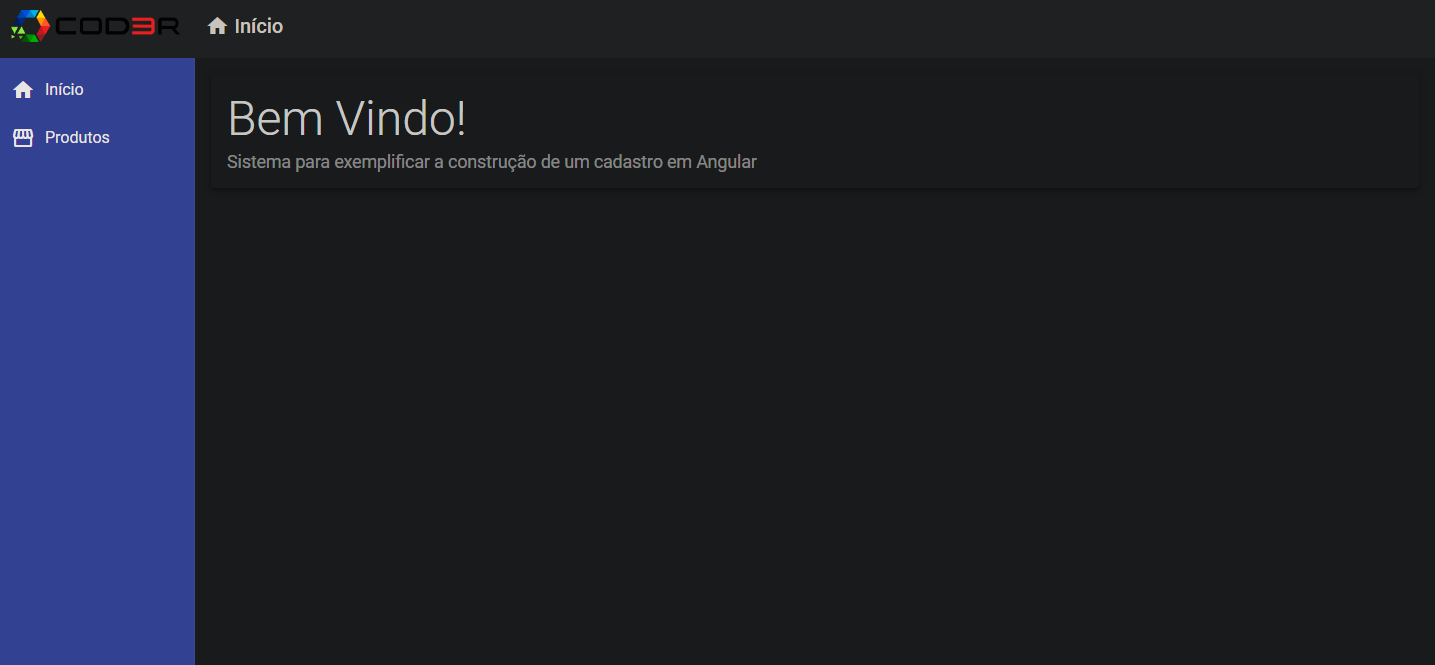 COD3R
Início
Início
Produtos
Bem Vindo!
Sistema para exemplificar a construção de um cadastro em Angular